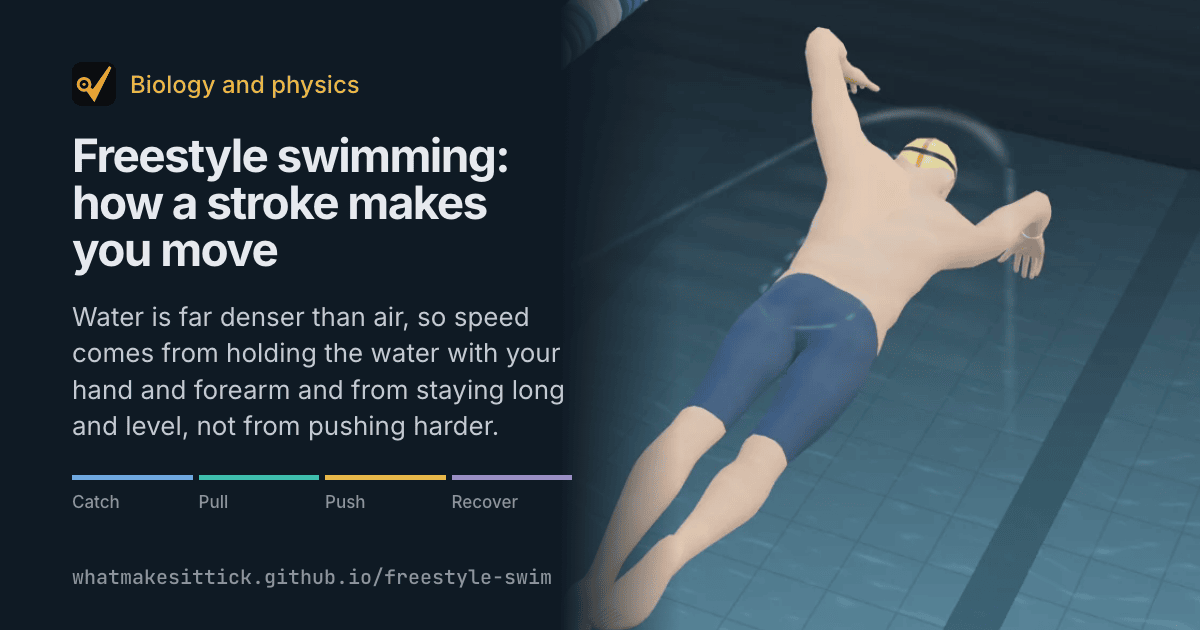 Biology and physics
Freestyle swimming:
how a stroke makes
you move
Water is far denser than air, so speed
comes from holding the water with your
hand and forearm and from staying long
and level, not from pushing harder.
Catch Pull Push Recover
whatmakesittick.github.io/freestyle-swim